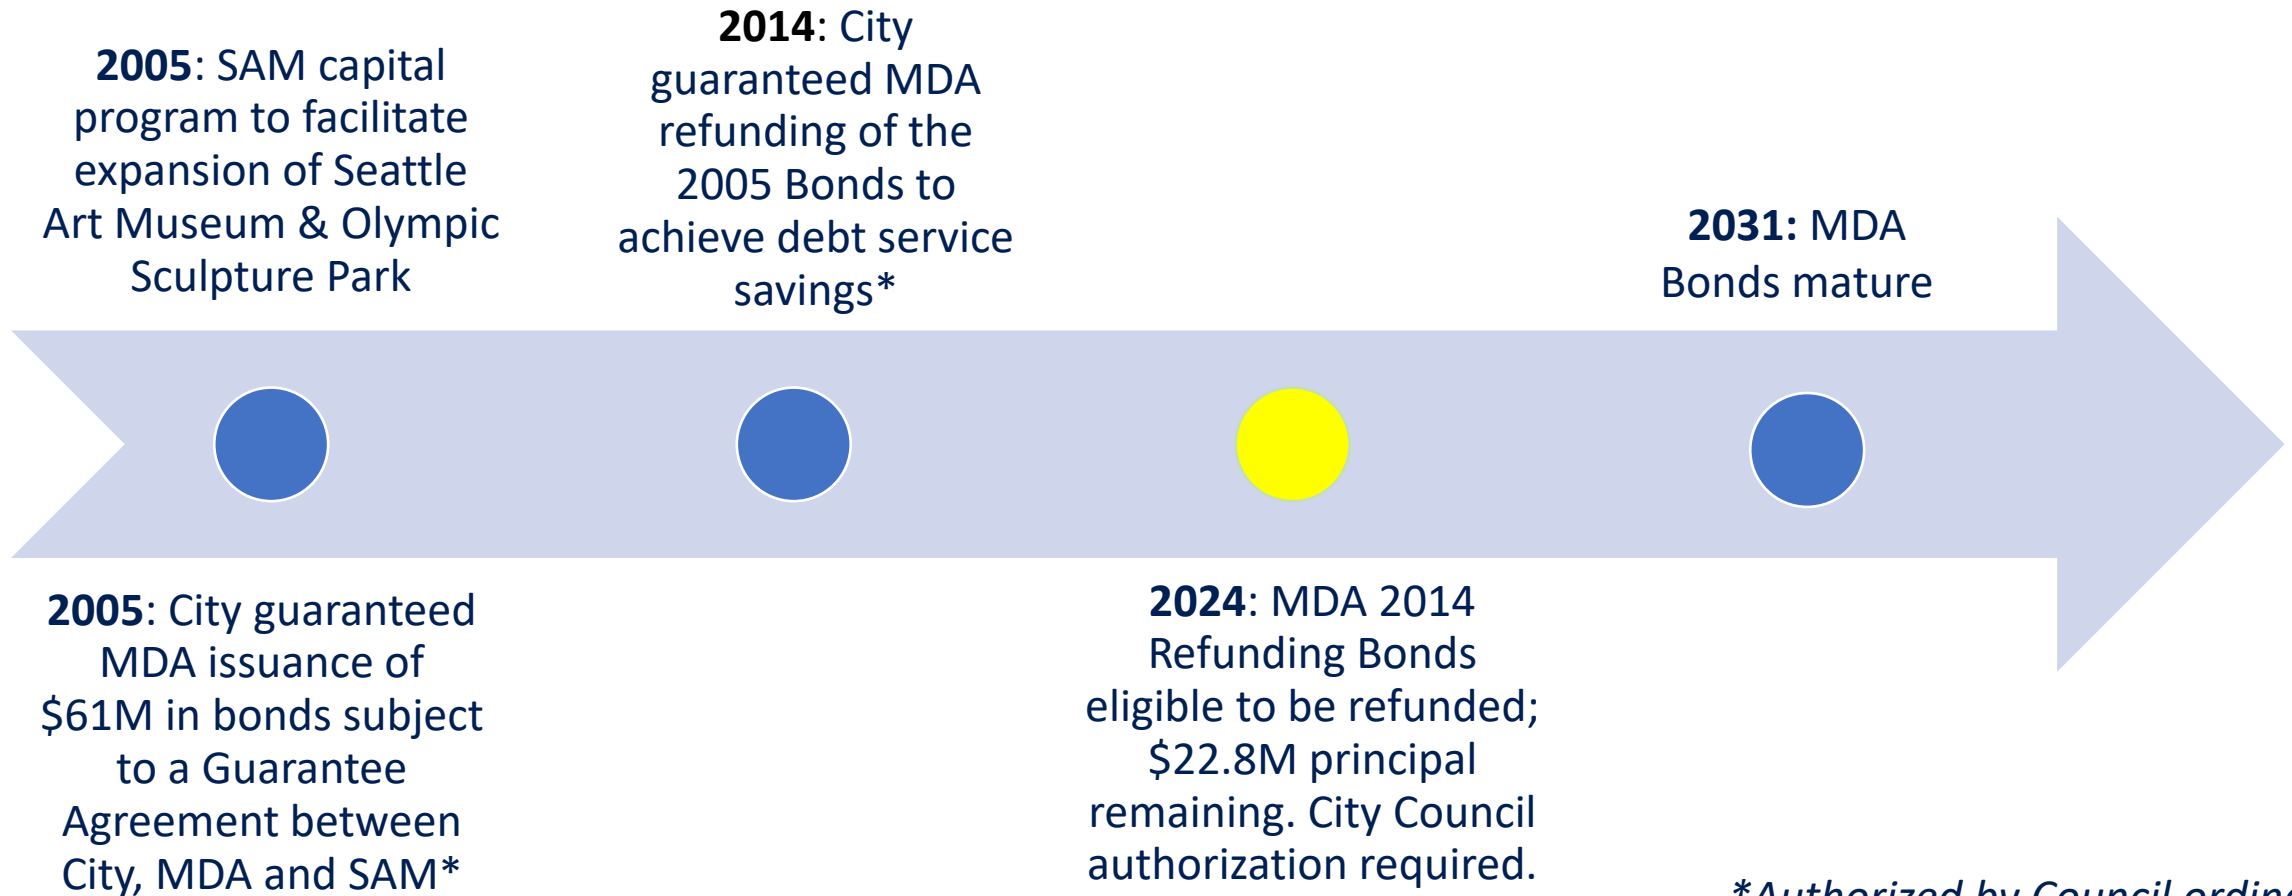 2005: SAM capital
program to facilitate
expansion of Seattle
Art Museum & Olympic
Sculpture Park
2005: City guaranteed
MDA issuance of
$61M in bonds subject
to a Guarantee
Agreement between
City, MDA and SAM*
2014: City
guaranteed MDA
refunding of the
2005 Bonds to
achieve debt service
savings*
2024: MDA 2014
Refunding Bonds
eligible to be refunded;
$22.8M principal
remaining. City Council
authorization required.
2031: MDA
Bonds mature
*Authorized by Council